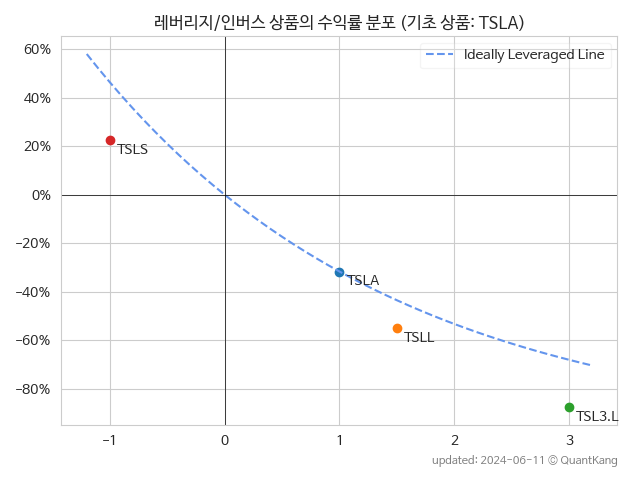 레버리지/인버스 상품의 수익률 분포 (기초 상품: TSLA)
60%
40%
20%
0%
−20%
−40%
−60%
−80%
Ideally Leveraged Line
TSLS
TSLA
TSLL
TSL3.L
−1
0
1
2
3
updated: 2024-06-11 © QuantKang